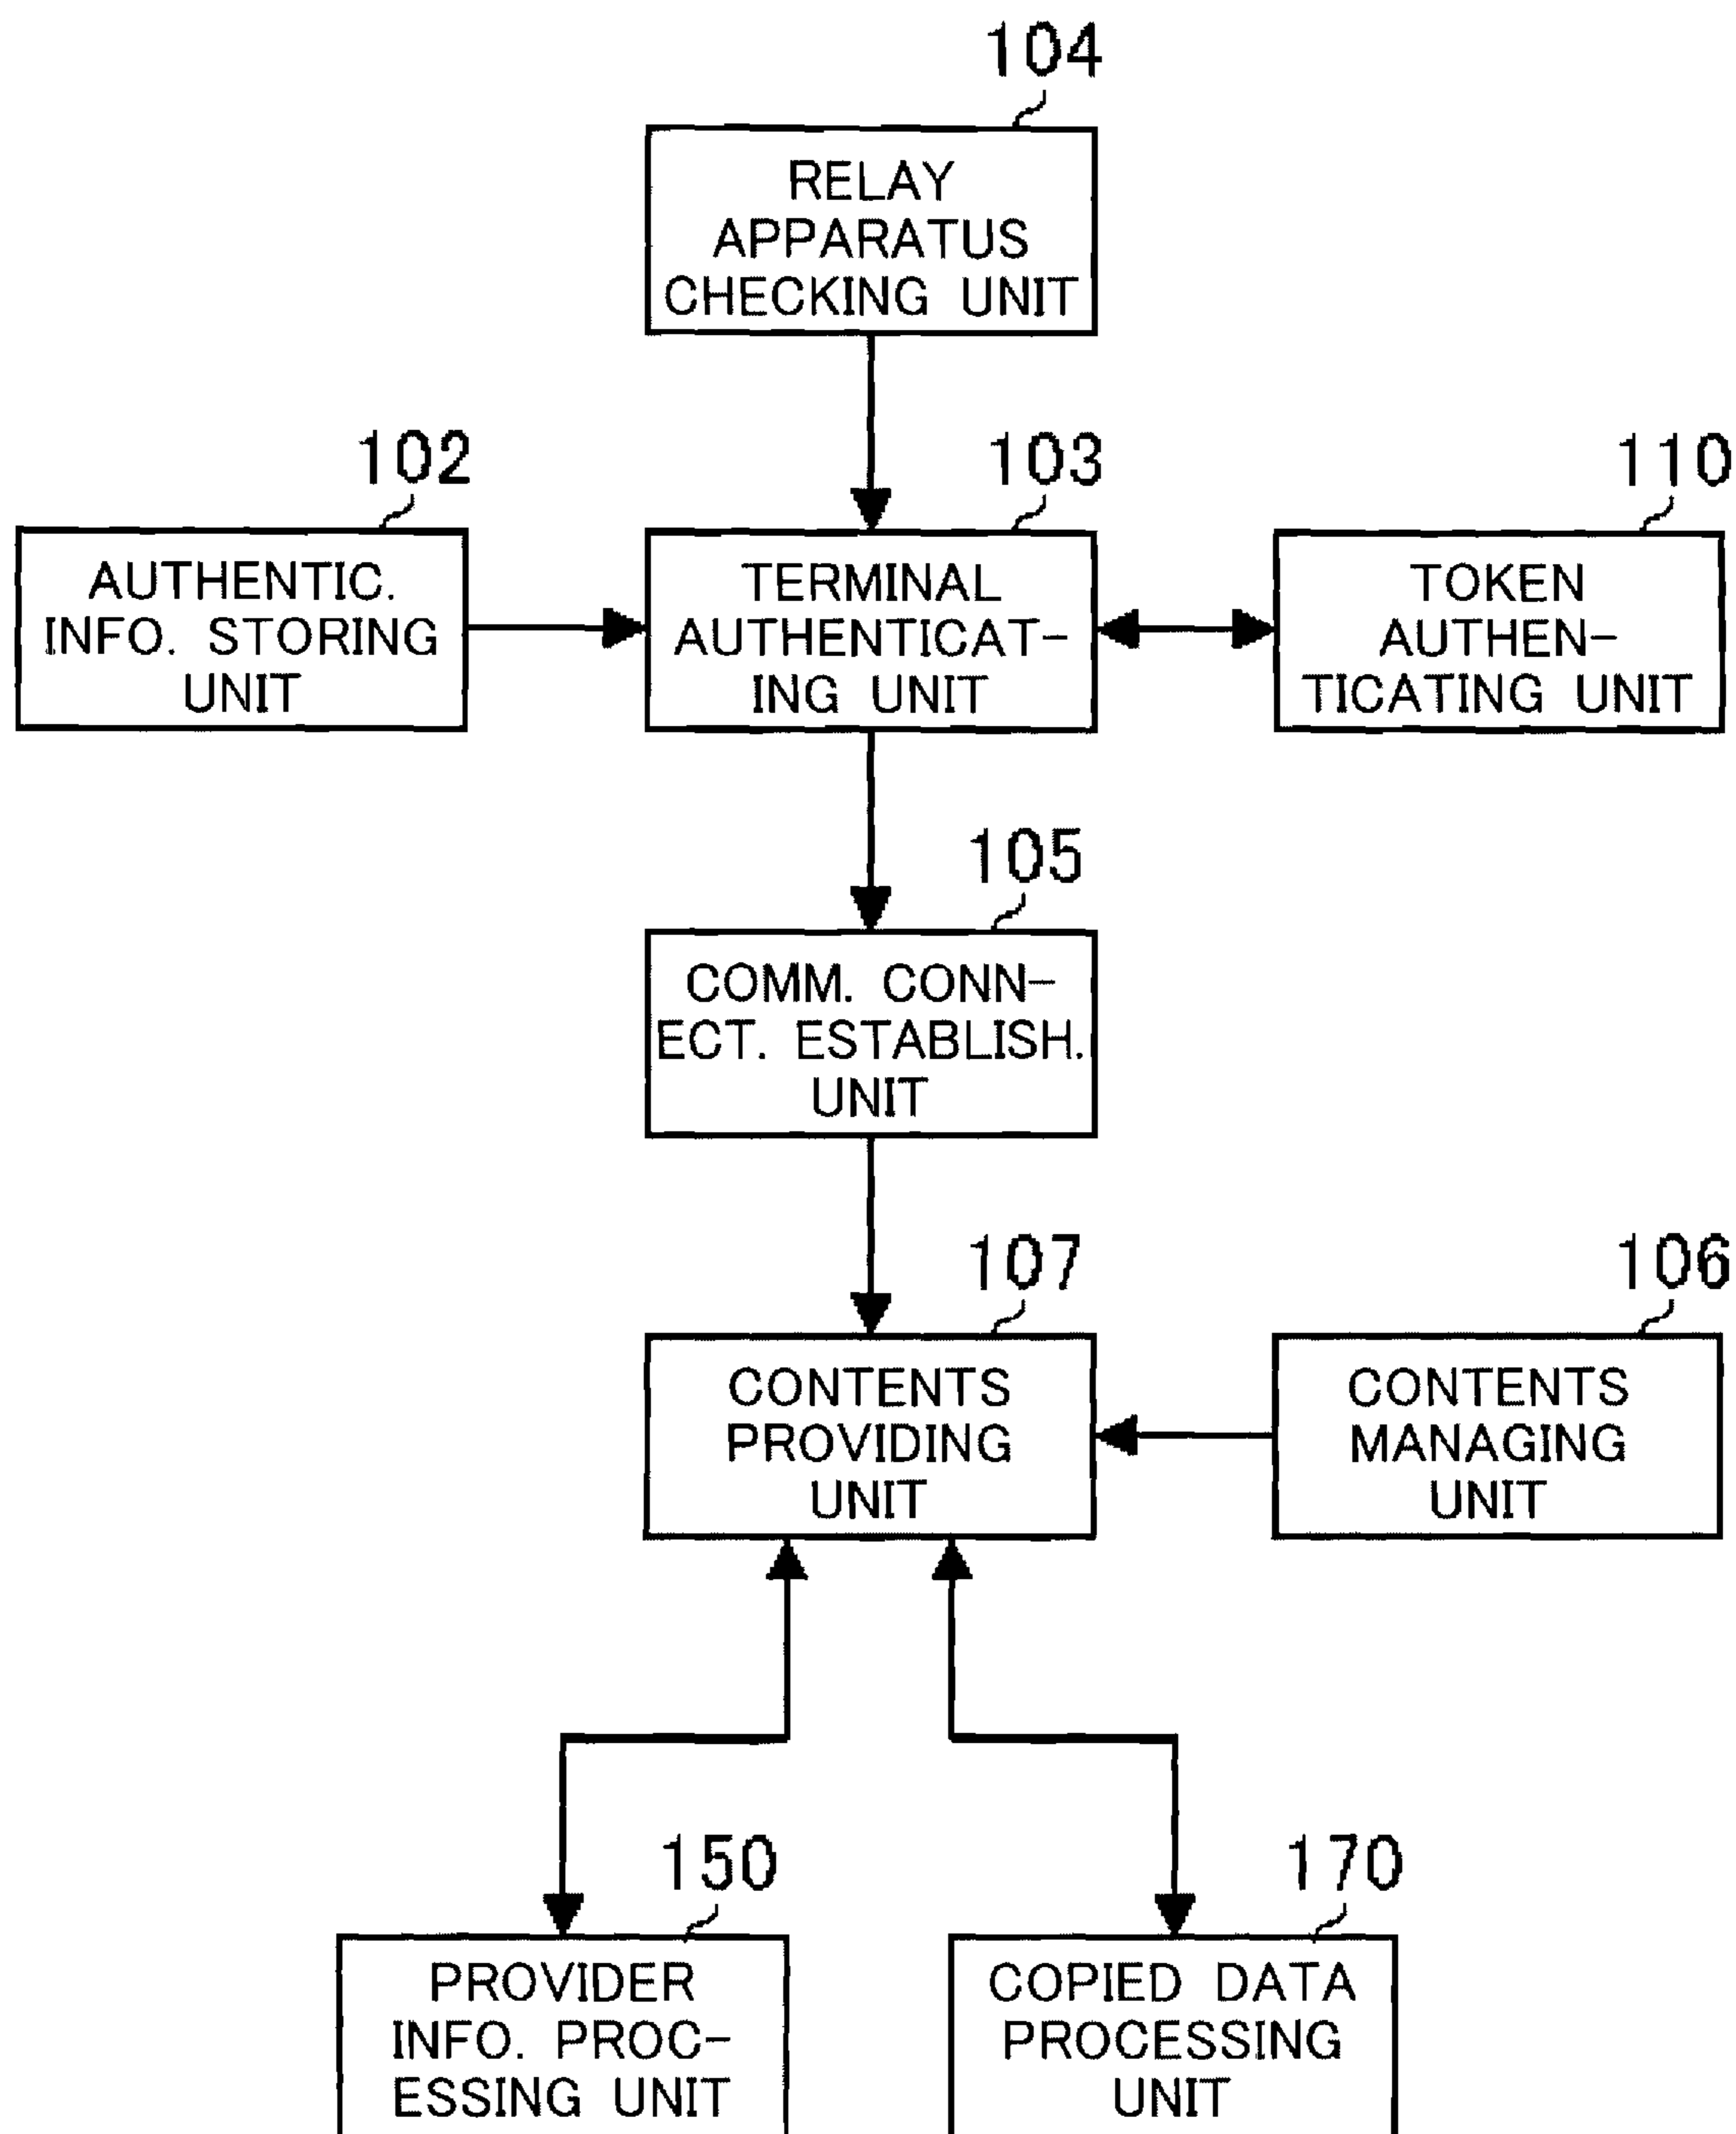 104
RELAY
APPARATUS
CHECKING UNIT
102
AUTHENTIC.
INFO. STORING
UNIT
103
TERMINAL
AUTHENTICAT-
ING UNIT
110
TOKEN
AUTHEN-
TICATING UNIT
105
COMM. CONN-
ECT. ESTABLISH.
UNIT
107
CONTENTS
PROVIDING
UNIT
106
CONTENTS
MANAGING
UNIT
150
PROVIDER
INFO. PROC-
ESSING UNIT
170
COPIED DATA
PROCESSING
UNIT